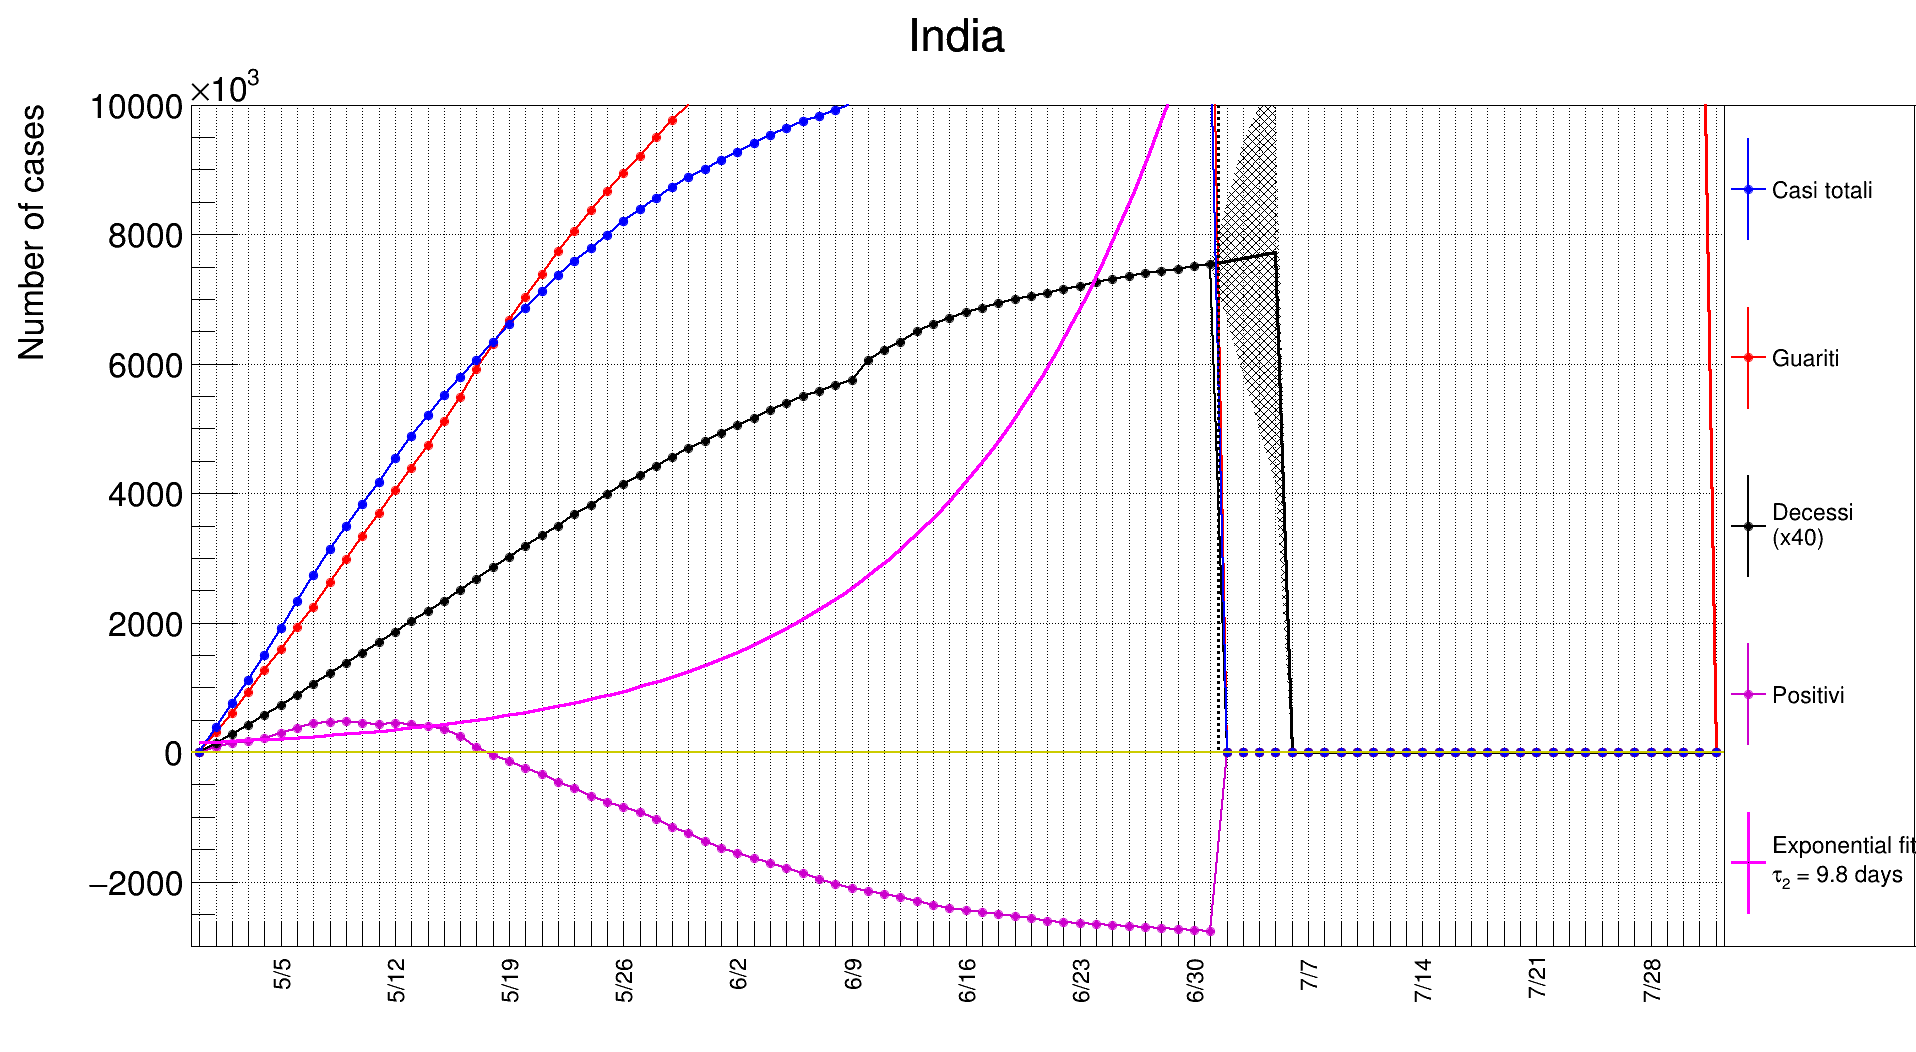 India
×10³
Number of cases
10000
8000
6000
4000
2000
0
−2000
5/5
5/12
5/19
5/26
6/2
6/9
6/16
6/23
6/30
7/7
7/14
7/21
7/28
Casi totali
Guariti
Decessi
(x40)
Positivi
Exponential fit
τ₂ = 9.8 days